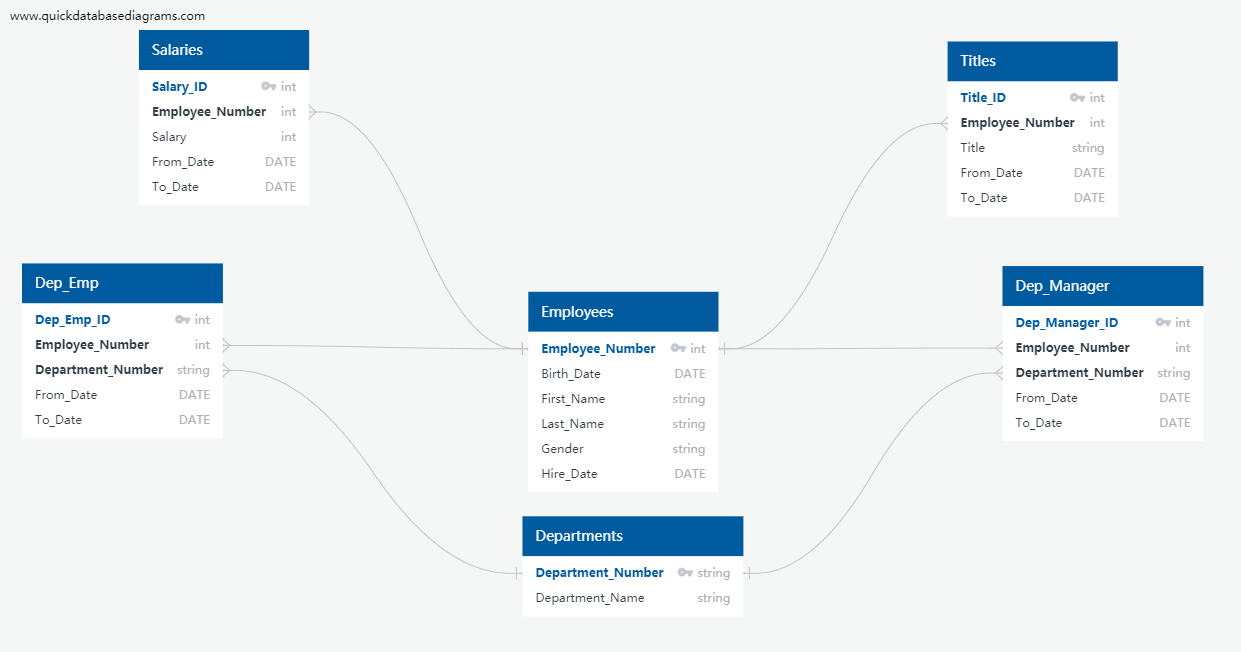 www.quickdatabasediagrams.com
Salaries
Salary_ID int
Employee_Number int
Salary int
From_Date DATE
To_Date DATE
Titles
Title_ID int
Employee_Number int
Title string
From_Date DATE
To_Date DATE
Dep_Emp
Dep_Emp_ID int
Employee_Number int
Department_Number string
From_Date DATE
To_Date DATE
Employees
Employee_Number int
Birth_Date DATE
First_Name string
Last_Name string
Gender string
Hire_Date DATE
Dep_Manager
Dep_Manager_ID int
Employee_Number int
Department_Number string
From_Date DATE
To_Date DATE
Departments
Department_Number string
Department_Name string